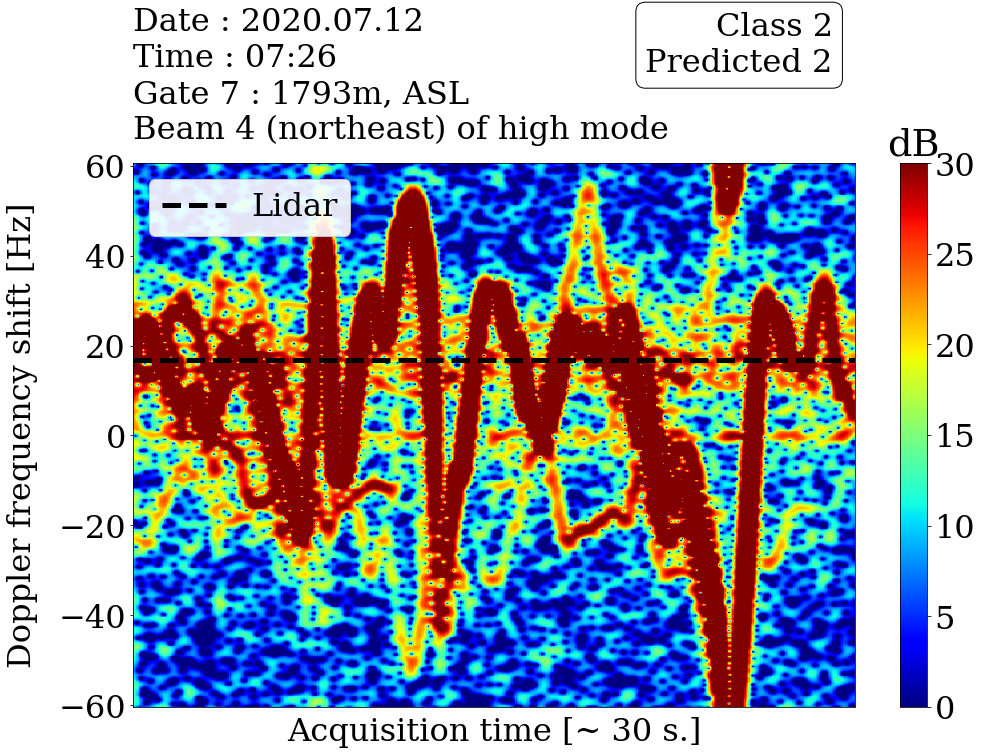 Date : 2020.07.12
Time : 07:26
Gate 7 : 1793m, ASL
Beam 4 (northeast) of high mode
Class 2
Predicted 2
dB
60
40
20
0
−20
−40
−60
Doppler frequency shift [Hz]
Lidar
30
25
20
15
10
5
0
Acquisition time [~ 30 s.]